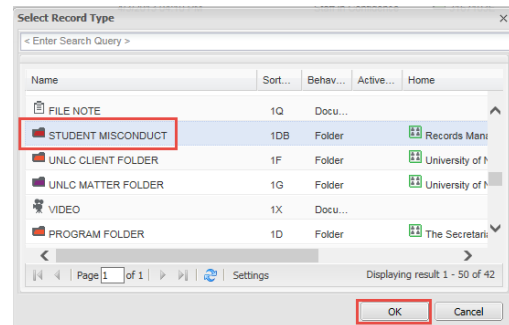 Select Record Type
< Enter Search Query >
Name Sort... Behav... Active... Home
FILE NOTE 1Q Docu...
STUDENT MISCONDUCT 1DB Folder Records Mana
UNLC CLIENT FOLDER 1F Folder University of N
UNLC MATTER FOLDER 1G Folder University of N
VIDEO 1X Docu...
PROGRAM FOLDER 1D Folder The Secretaria
Page 1 of 1 Settings Displaying result 1 - 50 of 42
OK Cancel